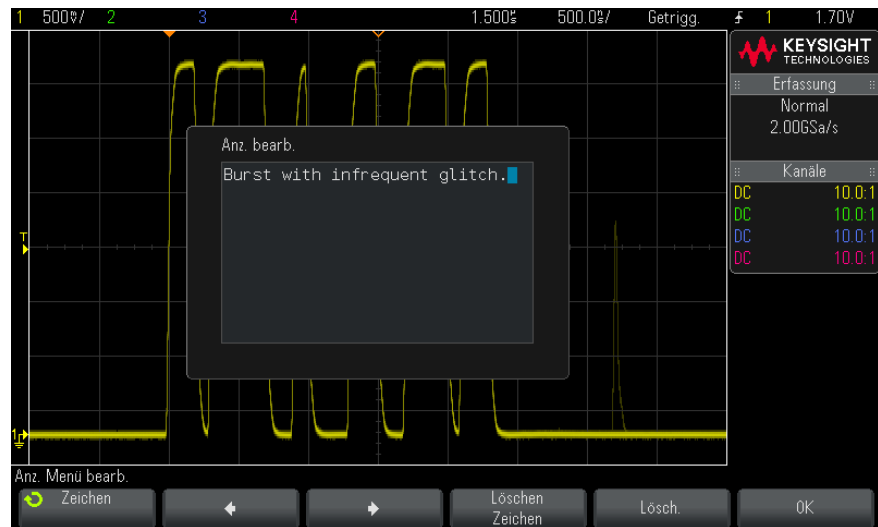 1 500mV/ 2 3 4 1.500s 500.0s/ Getrigg. 1 1.70V
KEYSIGHT
TECHNOLOGIES
Erfassung
Normal
2.00GSa/s
Kanäle
DC 10.0:1
DC 10.0:1
DC 10.0:1
DC 10.0:1
Anz. bearb.
Burst with infrequent glitch.
T
1
Anz. Menü bearb.
Zeichen
Löschen
Zeichen
Lösch.
OK